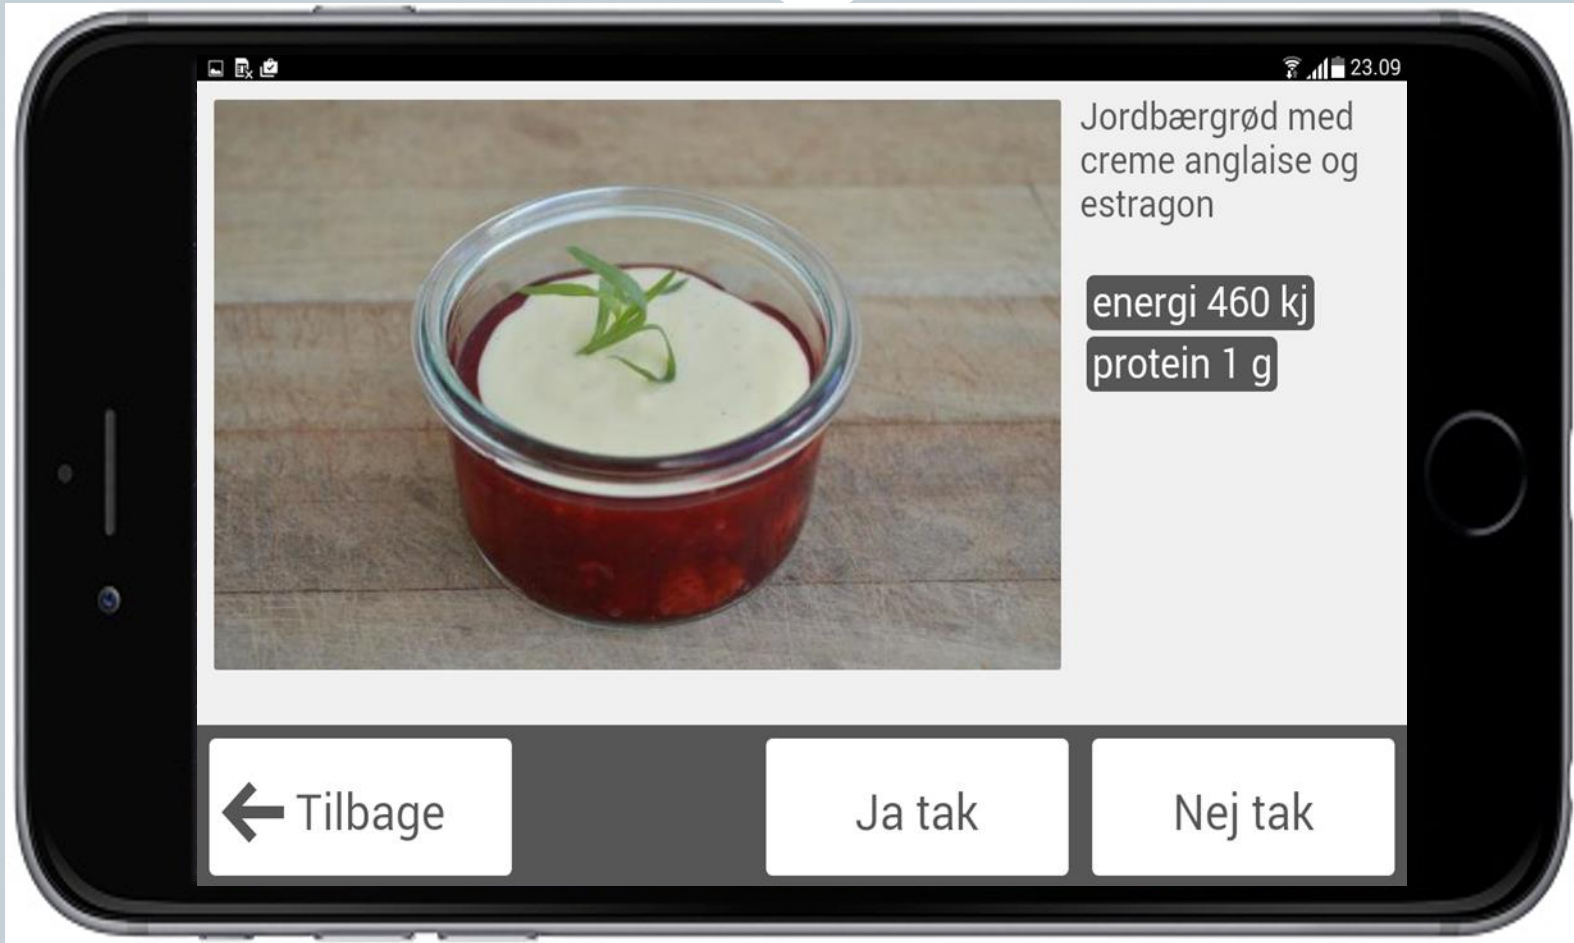 23.09
Jordbærgrød med
creme anglaise og
estragon
energi 460 kj
protein 1 g
Tilbage
Ja tak
Nej tak